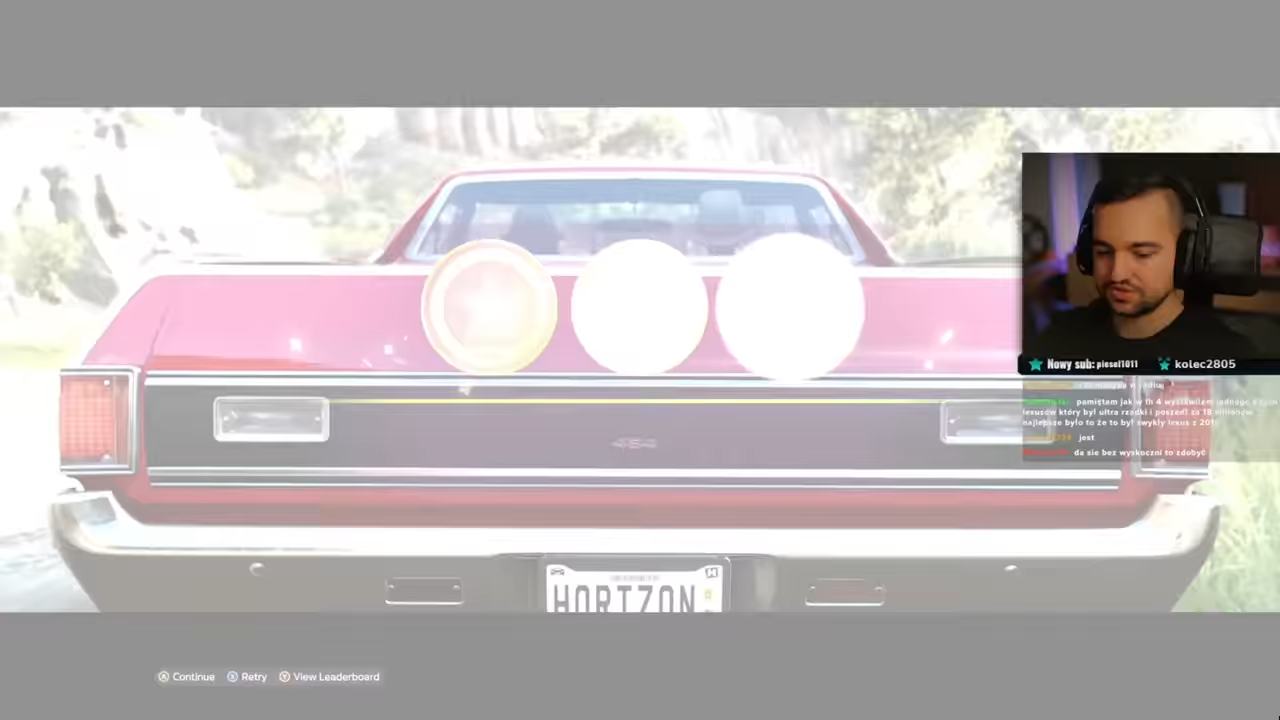 454
HORIZON
Nowy sub: piesel1011
kolec2805
pamiętam jak w fh 4 wystawiłem jednego z tych
lexusów który był ultra rzadki i poszedł za 18 milionów
najlepsze było to że to był zwykły lexus z
jest
da sie bez wyskoczni to zdobyć
A Continue
X Retry
Y View Leaderboard